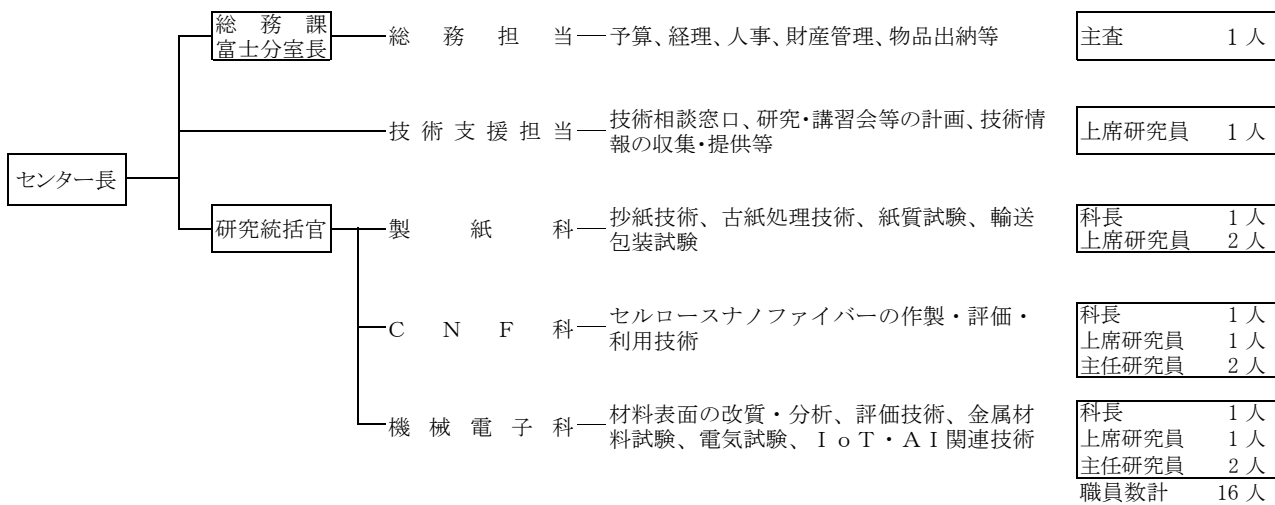 センター長
総務課
富士分室長
総務担当
予算、経理、人事、財産管理、物品出納等
主査 1人
技術支援担当
技術相談窓口、研究・講習会等の計画、技術情
報の収集・提供等
上席研究員 1人
研究統括官
製紙科
抄紙技術、古紙処理技術、紙質試験、輸送
包装試験
科長 1人
上席研究員 2人
CNF科
セルロースナノファイバーの作製・評価・
利用技術
科長 1人
上席研究員 1人
主任研究員 2人
機械電子科
材料表面の改質・分析、評価技術、金属材
料試験、電気試験、IoT・AI関連技術
科長 1人
上席研究員 1人
主任研究員 2人
職員数計 16人